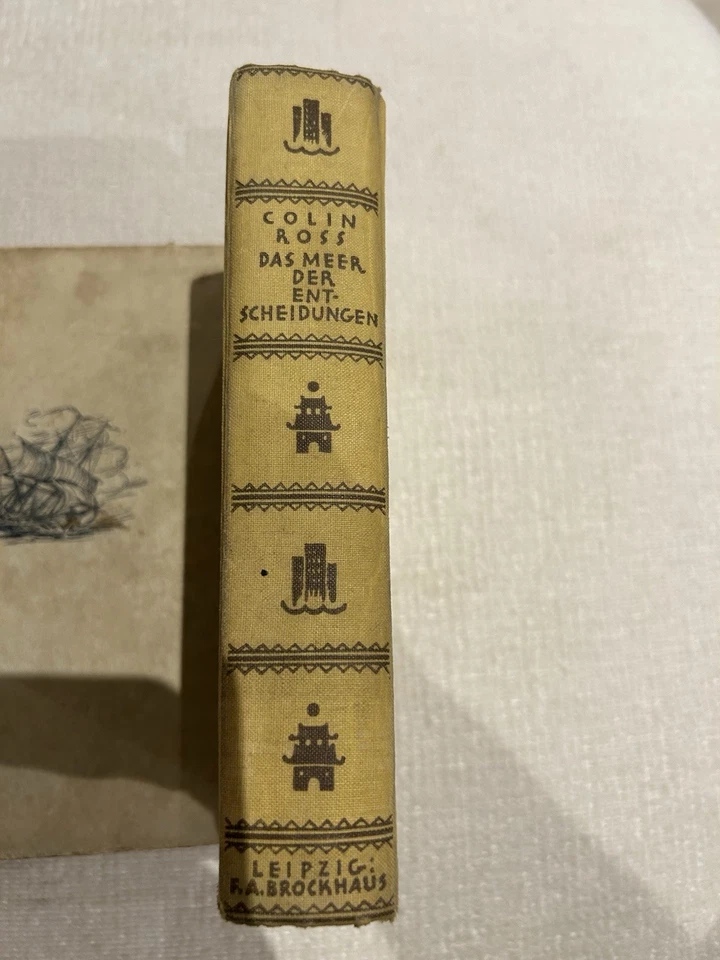 COLIN
ROSS
DAS MEER
DER
ENT-
SCHEIDUNGEN
LEIPZIG:
F.A.BROCKHAUS